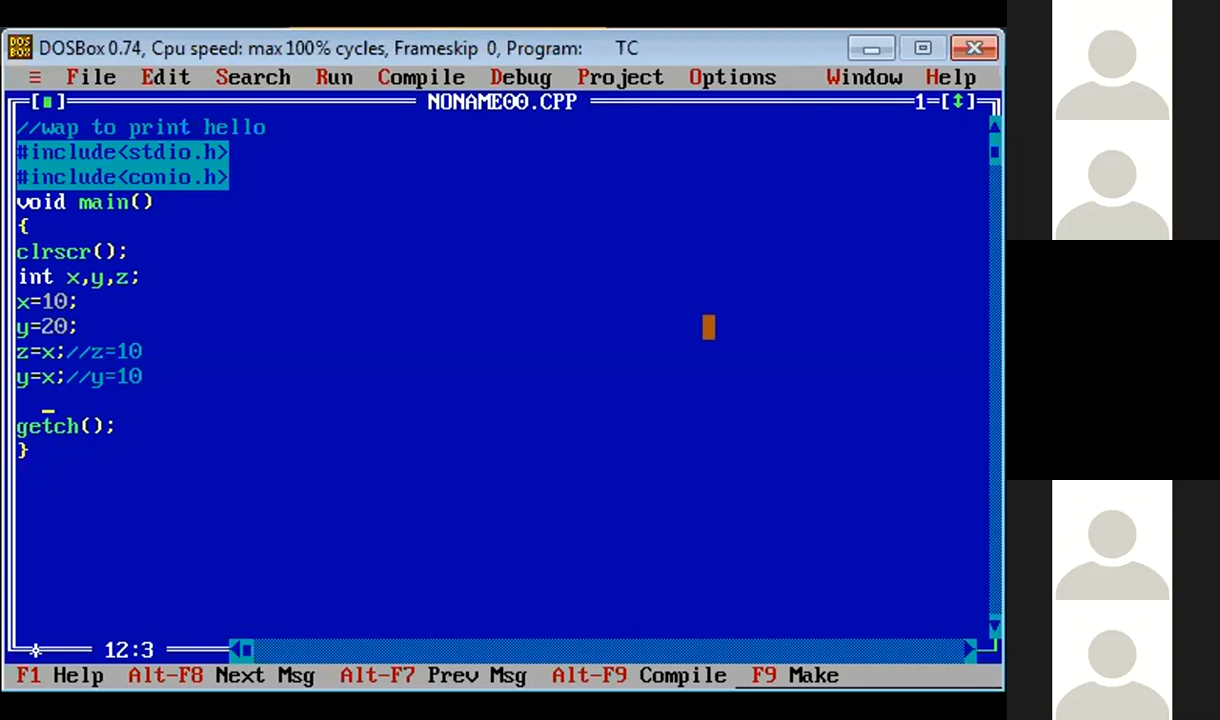 DOS BOX DOSBox 0.74, Cpu speed: max 100% cycles, Frameskip 0, Program: TC
≡ File Edit Search Run Compile Debug Project Options Window Help
[■] NONAME00.CPP 1=[↕]
//wap to print hello
#include<stdio.h>
#include<conio.h>
void main()
{
clrscr();
int x,y,z;
x=10;
y=20;
z=x;//z=10
y=x;//y=10
_
getch();
}
12:3
F1 Help Alt-F8 Next Msg Alt-F7 Prev Msg Alt-F9 Compile F9 Make